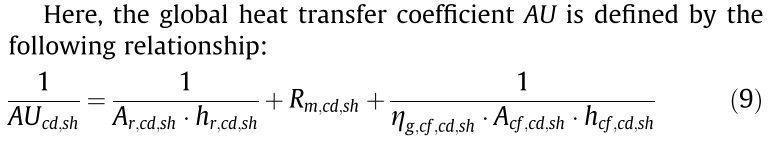 Here, the global heat transfer coefficient AU is defined by the
following relationship:
\frac{1}{AU_{cd,sh}} = \frac{1}{A_{r,cd,sh} \cdot h_{r,cd,sh}} + R_{m,cd,sh} + \frac{1}{\eta_{g,cf,cd,sh} \cdot A_{cf,cd,sh} \cdot h_{cf,cd,sh}} (9)